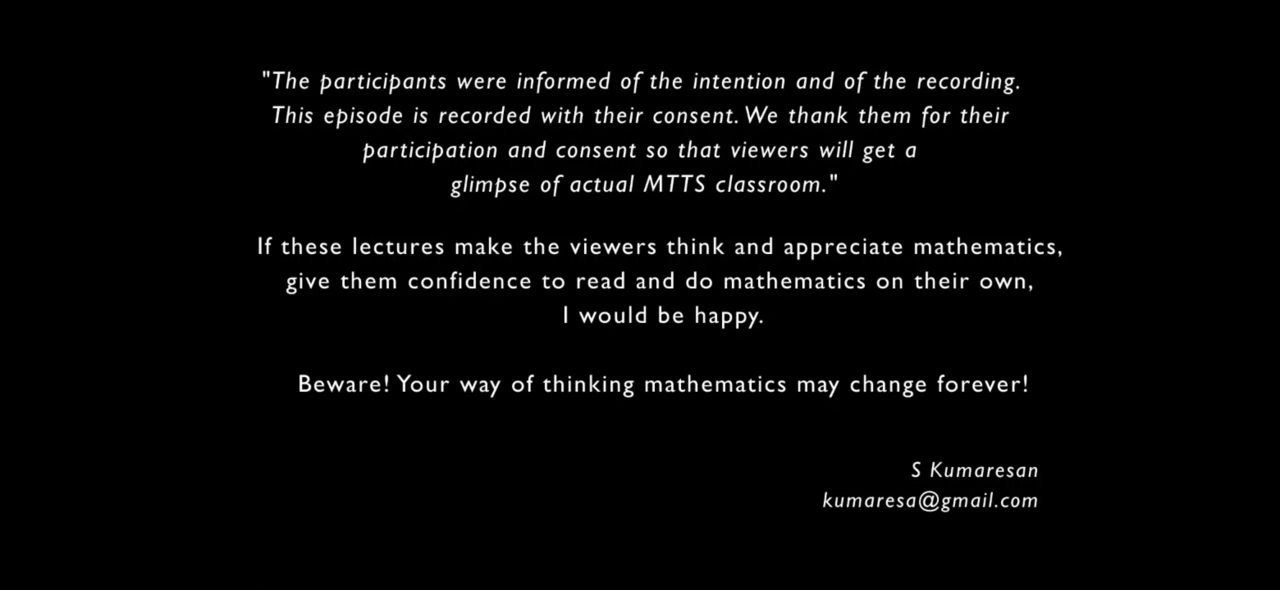 "The participants were informed of the intention and of the recording.
This episode is recorded with their consent. We thank them for their
participation and consent so that viewers will get a
glimpse of actual MTTS classroom."
If these lectures make the viewers think and appreciate mathematics,
give them confidence to read and do mathematics on their own,
I would be happy.
Beware! Your way of thinking mathematics may change forever!
S Kumaresan
kumaresa@gmail.com